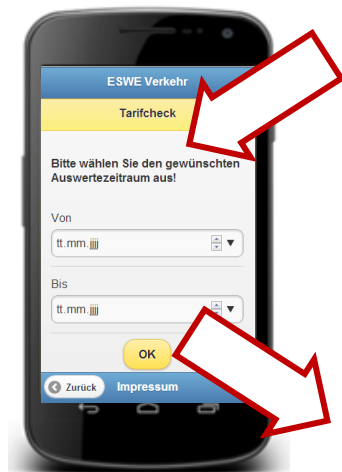 ESWE Verkehr
Tarifcheck
Bitte wählen Sie den gewünschten
Auswertezeitraum aus!
Von
tt.mm.jjjj
Bis
tt.mm.jjjj
OK
Zurück Impressum